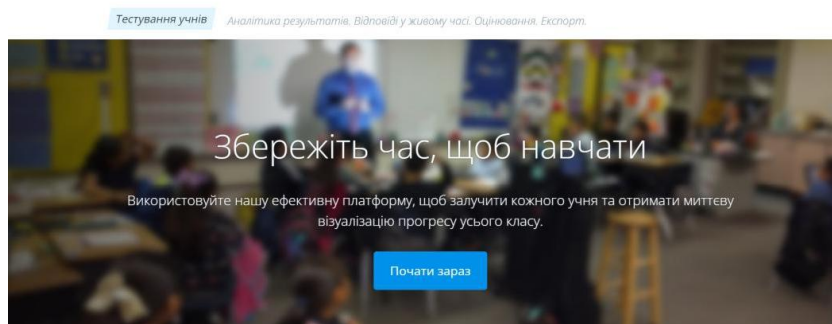 Тестування учнів Аналітика результатів. Відповіді у живому часі. Оцінювання. Експорт.
Збережіть час, щоб навчати
Використовуйте нашу ефективну платформу, щоб залучити кожного учня та отримати миттєву
візуалізацію прогресу усього класу.
Почати зараз